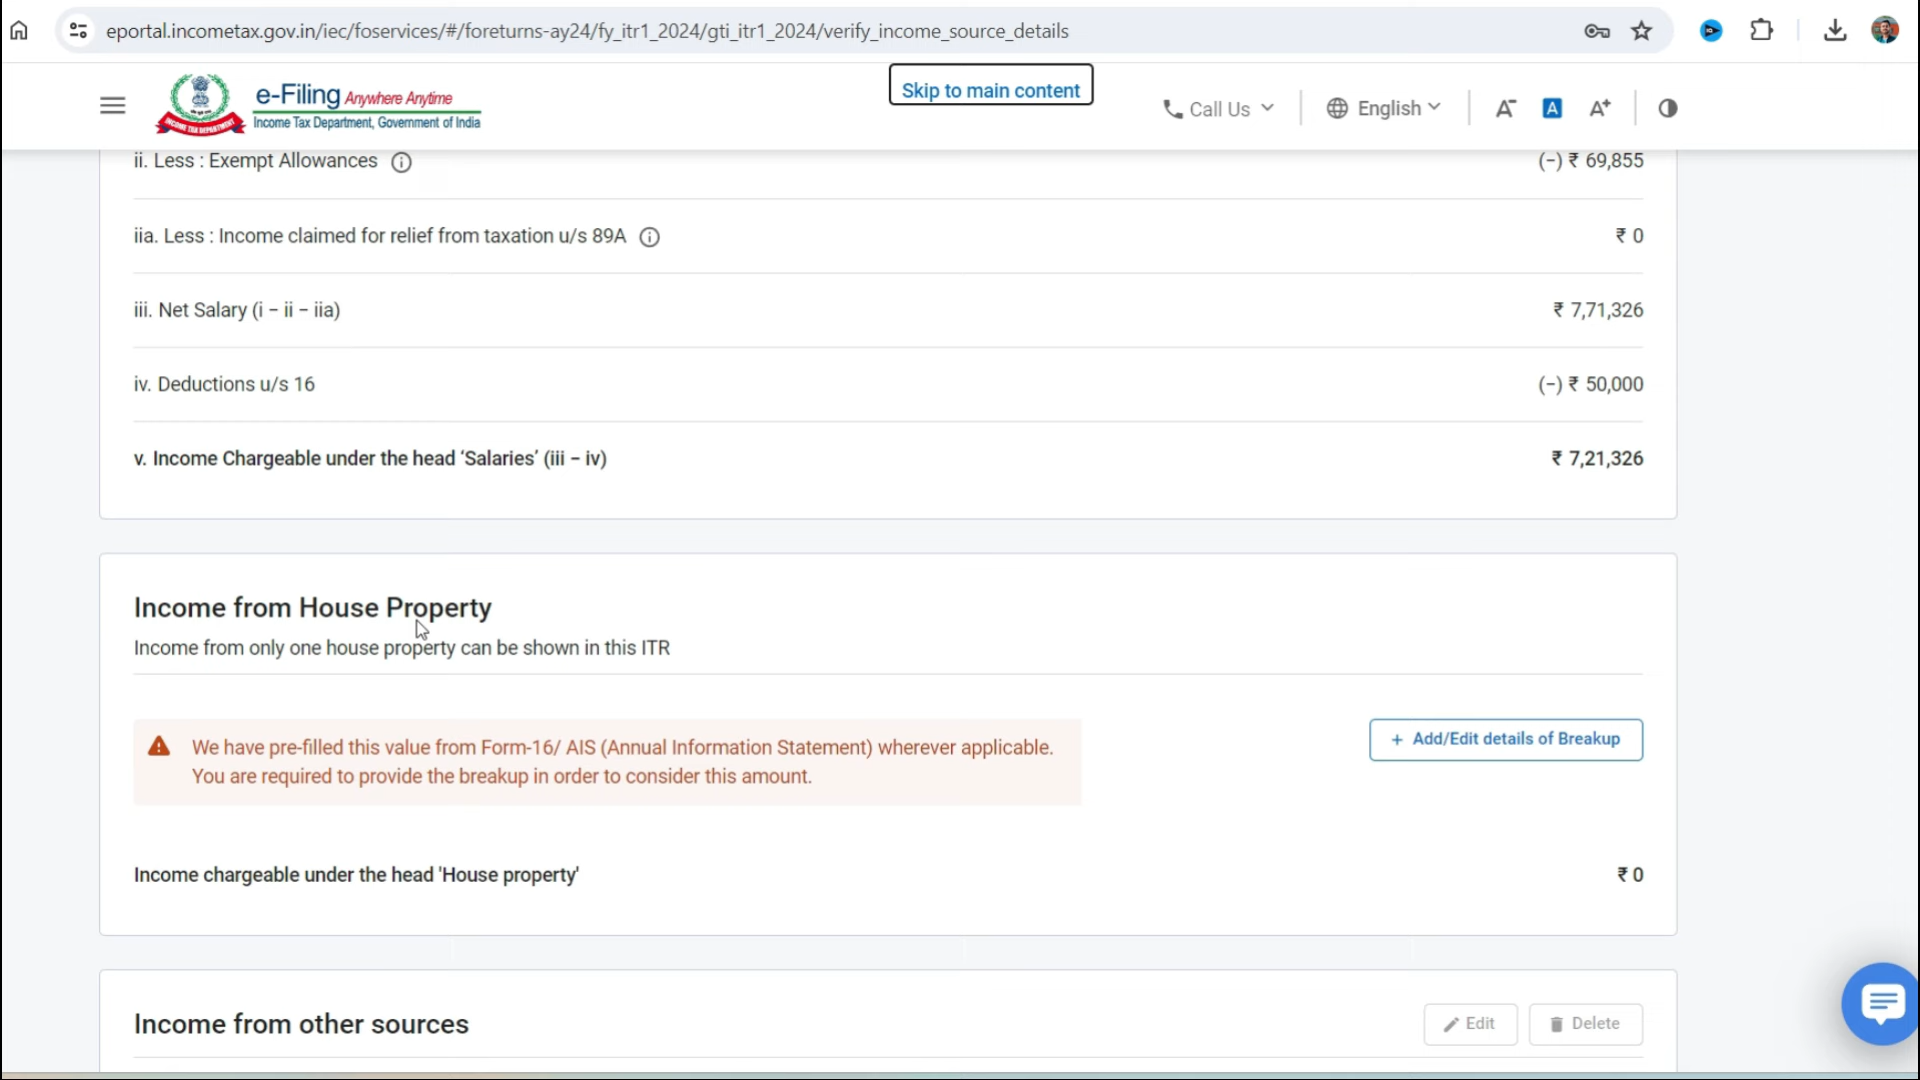 eportal.incometax.gov.in/iec/foservices/#/foreturns-ay24/fy_itr1_2024/gti_itr1_2024/verify_income_source_details
e-Filing Anywhere Anytime
Income Tax Department, Government of India
INCOME TAX DEPARTMENT
Skip to main content
Call Us
English
A-
A
A+
ii. Less : Exempt Allowances (-) ₹ 69,855
iia. Less : Income claimed for relief from taxation u/s 89A ₹ 0
iii. Net Salary (i - ii - iia) ₹ 7,71,326
iv. Deductions u/s 16 (-) ₹ 50,000
v. Income Chargeable under the head ‘Salaries’ (iii - iv) ₹ 7,21,326
Income from House Property
Income from only one house property can be shown in this ITR
We have pre-filled this value from Form-16/ AIS (Annual Information Statement) wherever applicable.
You are required to provide the breakup in order to consider this amount.
+ Add/Edit details of Breakup
Income chargeable under the head 'House property' ₹ 0
Income from other sources
Edit
Delete